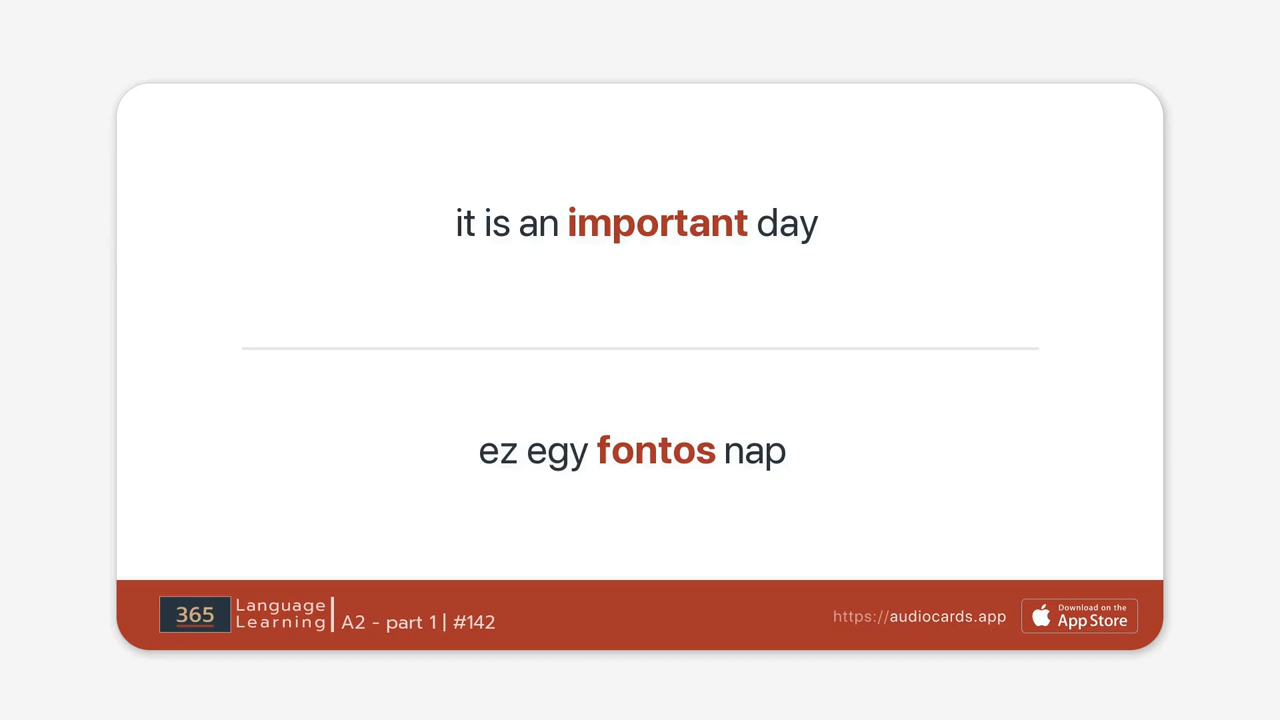 it is an important day
ez egy fontos nap
365 Language Learning
A2 - part 1 | #142
https://audiocards.app
Download on the
App Store